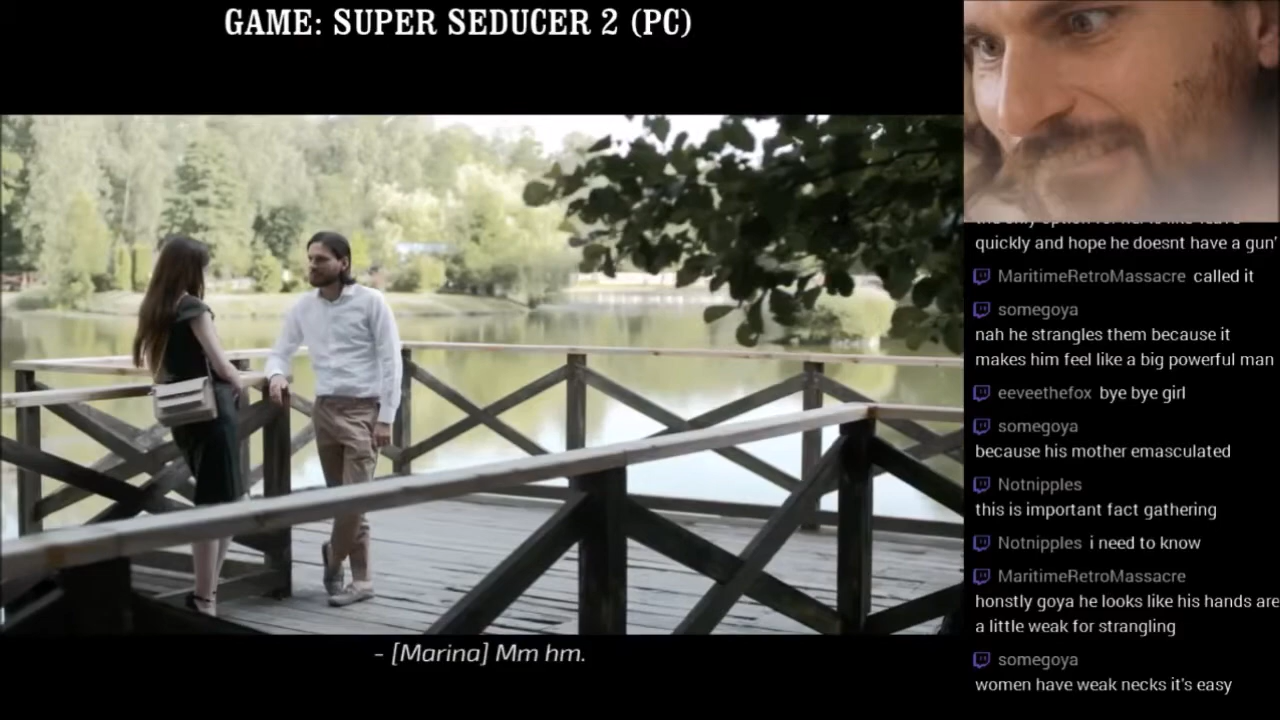 GAME: SUPER SEDUCER 2 (PC)
quickly and hope he doesnt have a gun'
MaritimeRetroMassacre called it
somegoya
nah he strangles them because it
makes him feel like a big powerful man
eeveethefox bye bye girl
somegoya
because his mother emasculated
Notnipples
this is important fact gathering
Notnipples i need to know
MaritimeRetroMassacre
honstly goya he looks like his hands are
a little weak for strangling
somegoya
women have weak necks it's easy
- [Marina] Mm hm.